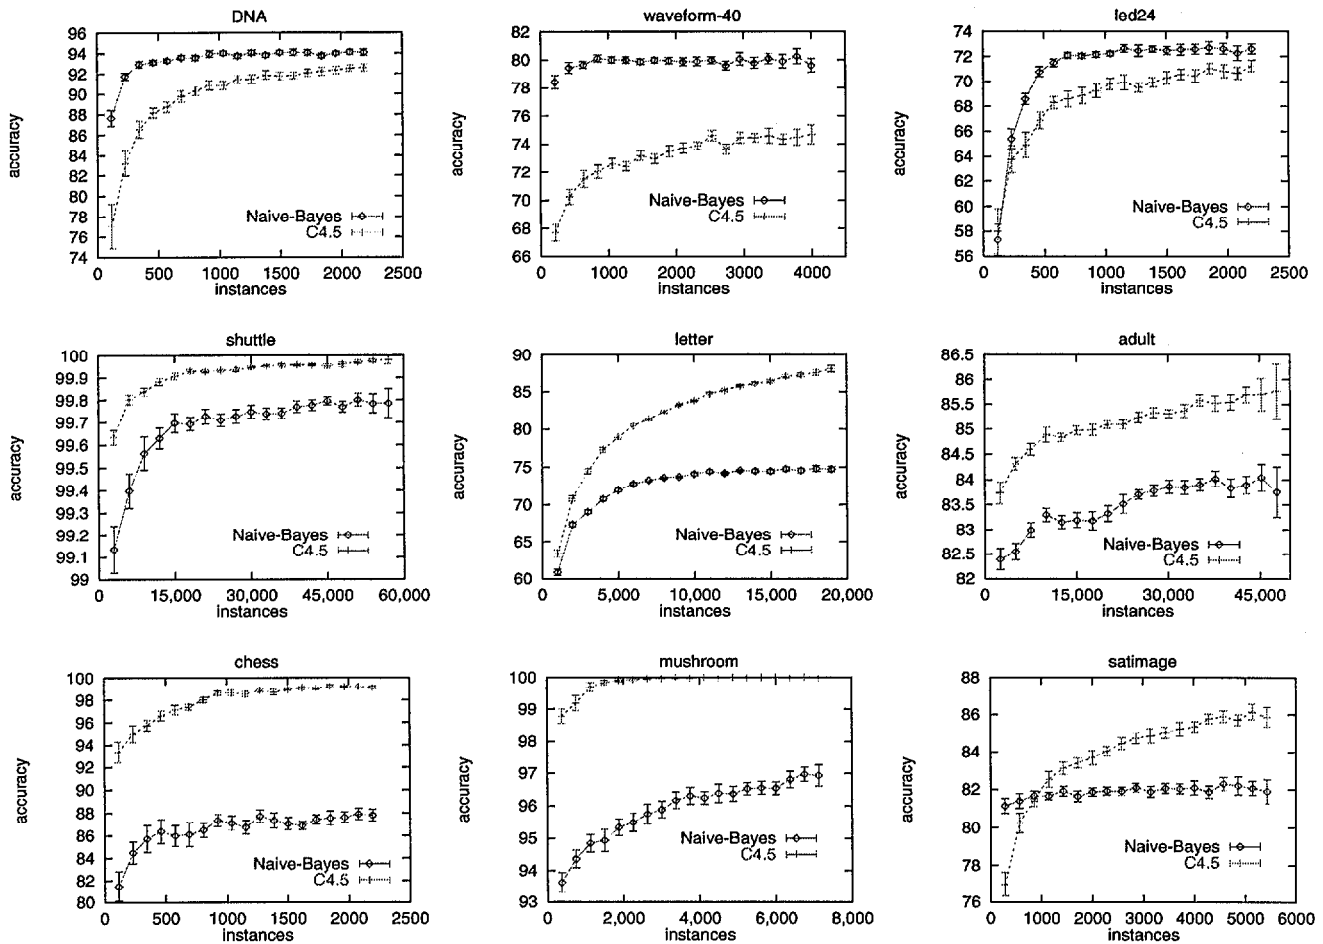 DNA
accuracy
96
94
92
90
88
86
84
82
80
78
76
74
Naive-Bayes
C4.5
0 500 1000 1500 2000 2500
instances
waveform-40
accuracy
82
80
78
76
74
72
70
68
66
Naive-Bayes
C4.5
0 1000 2000 3000 4000
instances
led24
accuracy
74
72
70
68
66
64
62
60
58
56
Naive-Bayes
C4.5
0 500 1000 1500 2000 2500
instances
shuttle
accuracy
100
99.9
99.8
99.7
99.6
99.5
99.4
99.3
99.2
99.1
99
Naive-Bayes
C4.5
0 15,000 30,000 45,000 60,000
instances
letter
accuracy
90
85
80
75
70
65
60
Naive-Bayes
C4.5
0 5,000 10,000 15,000 20,000
instances
adult
accuracy
86.5
86
85.5
85
84.5
84
83.5
83
82.5
82
Naive-Bayes
C4.5
0 15,000 30,000 45,000
instances
chess
accuracy
100
98
96
94
92
90
88
86
84
82
80
Naive-Bayes
C4.5
0 500 1000 1500 2000 2500
instances
mushroom
accuracy
100
99
98
97
96
95
94
93
Naive-Bayes
C4.5
0 2,000 4,000 6,000 8,000
instances
satimage
accuracy
88
86
84
82
80
78
76
Naive-Bayes
C4.5
0 1000 2000 3000 4000 5000 6000
instances